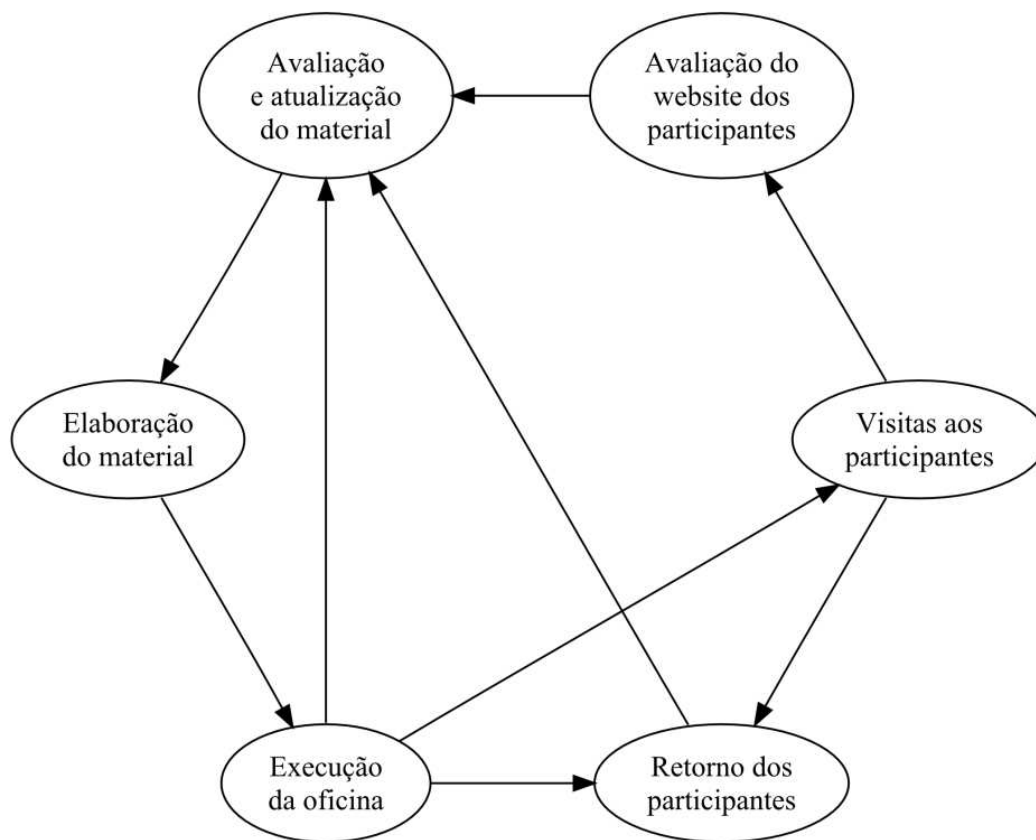 Avaliação
e atualização
do material
Avaliação do
website dos
participantes
Elaboração
do material
Visitas aos
participantes
Execução
da oficina
Retorno dos
participantes